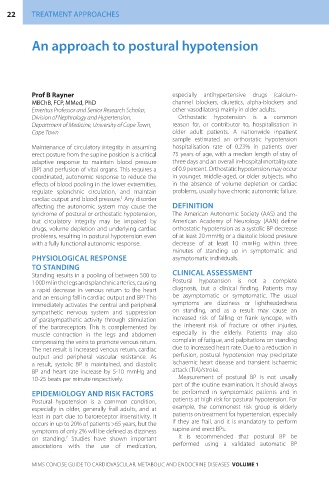 22 TREATMENT APPROACHES
An approach to postural hypotension
Prof B Rayner
MBChB, FCP, MMed, PhD
Emeritus Professor and Senior Research Scholar,
Division of Nephrology and Hypertension,
Department of Medicine, University of Cape Town,
Cape Town
Maintenance of circulatory integrity in assuming
erect posture from the supine position is a critical
adaptive response to maintain blood pressure
(BP) and perfusion of vital organs. This requires a
coordinated, autonomic response to reduce the
effects of blood pooling in the lower extremities,
regulate splanchnic circulation, and maintain
cardiac output and blood pressure.¹ Any disorder
affecting the autonomic system may cause the
syndrome of postural or orthostatic hypotension,
but circulatory integrity may be impaired by
drugs, volume depletion and underlying cardiac
problems, resulting in postural hypotension even
with a fully functional autonomic response.
PHYSIOLOGICAL RESPONSE
TO STANDING
Standing results in a pooling of between 500 to
1 000 ml in the legs and splanchnic arteries, causing
a rapid decrease in venous return to the heart
and an ensuing fall in cardiac output and BP.¹ This
immediately activates the central and peripheral
sympathetic nervous system and suppression
of parasympathetic activity through stimulation
of the baroreceptors. This is complemented by
muscle contraction in the legs and abdomen
compressing the veins to promote venous return.
The net result is increased venous return, cardiac
output and peripheral vascular resistance. As
a result, systolic BP is maintained, and diastolic
BP and heart rate increase by 5-10 mmHg and
10-25 beats per minute respectively.
EPIDEMIOLOGY AND RISK FACTORS
Postural hypotension is a common condition,
especially in older, generally frail adults, and at
least in part due to baroreceptor insensitivity. It
occurs in up to 20% of patients >65 years, but the
symptoms of only 2% will be defined as dizziness
on standing.² Studies have shown important
associations with the use of medication,
especially antihypertensive drugs (calcium-
channel blockers, diuretics, alpha-blockers and
other vasodilators) mainly in older adults.
Orthostatic hypotension is a common
reason for, or contributor to, hospitalisation in
older adult patients. A nationwide inpatient
sample estimated an orthostatic hypotension
hospitalisation rate of 0.23% in patients over
75 years of age, with a median length of stay of
three days and an overall in-hospital mortality rate
of 0.9 percent. Orthostatic hypotension may occur
in younger, middle-aged, or older subjects, who
in the absence of volume depletion or cardiac
problems, usually have chronic autonomic failure.
DEFINITION
The American Autonomic Society (AAS) and the
American Academy of Neurology (AAN) define
orthostatic hypotension as a systolic BP decrease
of at least 20 mmHg or a diastolic blood pressure
decrease of at least 10 mmHg within three
minutes of standing up in symptomatic and
asymptomatic individuals.
CLINICAL ASSESSMENT
Postural hypotension is not a complete
diagnosis, but a clinical finding. Patients may
be asymptomatic or symptomatic. The usual
symptoms are dizziness or lightheadedness
on standing, and as a result may cause an
increased risk of falling or frank syncope, with
the inherent risk of fracture or other injuries,
especially in the elderly. Patients may also
complain of fatigue, and palpitations on standing
due to increased heart rate. Due to a reduction in
perfusion, postural hypotension may precipitate
ischaemic heart disease and transient ischaemic
attack (TIA)/stroke.
Measurement of postural BP is not usually
part of the routine examination. It should always
be performed in symptomatic patients and in
patients at high risk for postural hypotension. For
example, the commonest risk group is elderly
patients on treatment for hypertension, especially
if they are frail, and it is mandatory to perform
supine and erect BPs.
It is recommended that postural BP be
performed using a validated automatic BP
MIMS CONCISE GUIDE TO CARDIOVASCULAR, METABOLIC AND ENDOCRINE DISEASES VOLUME 1